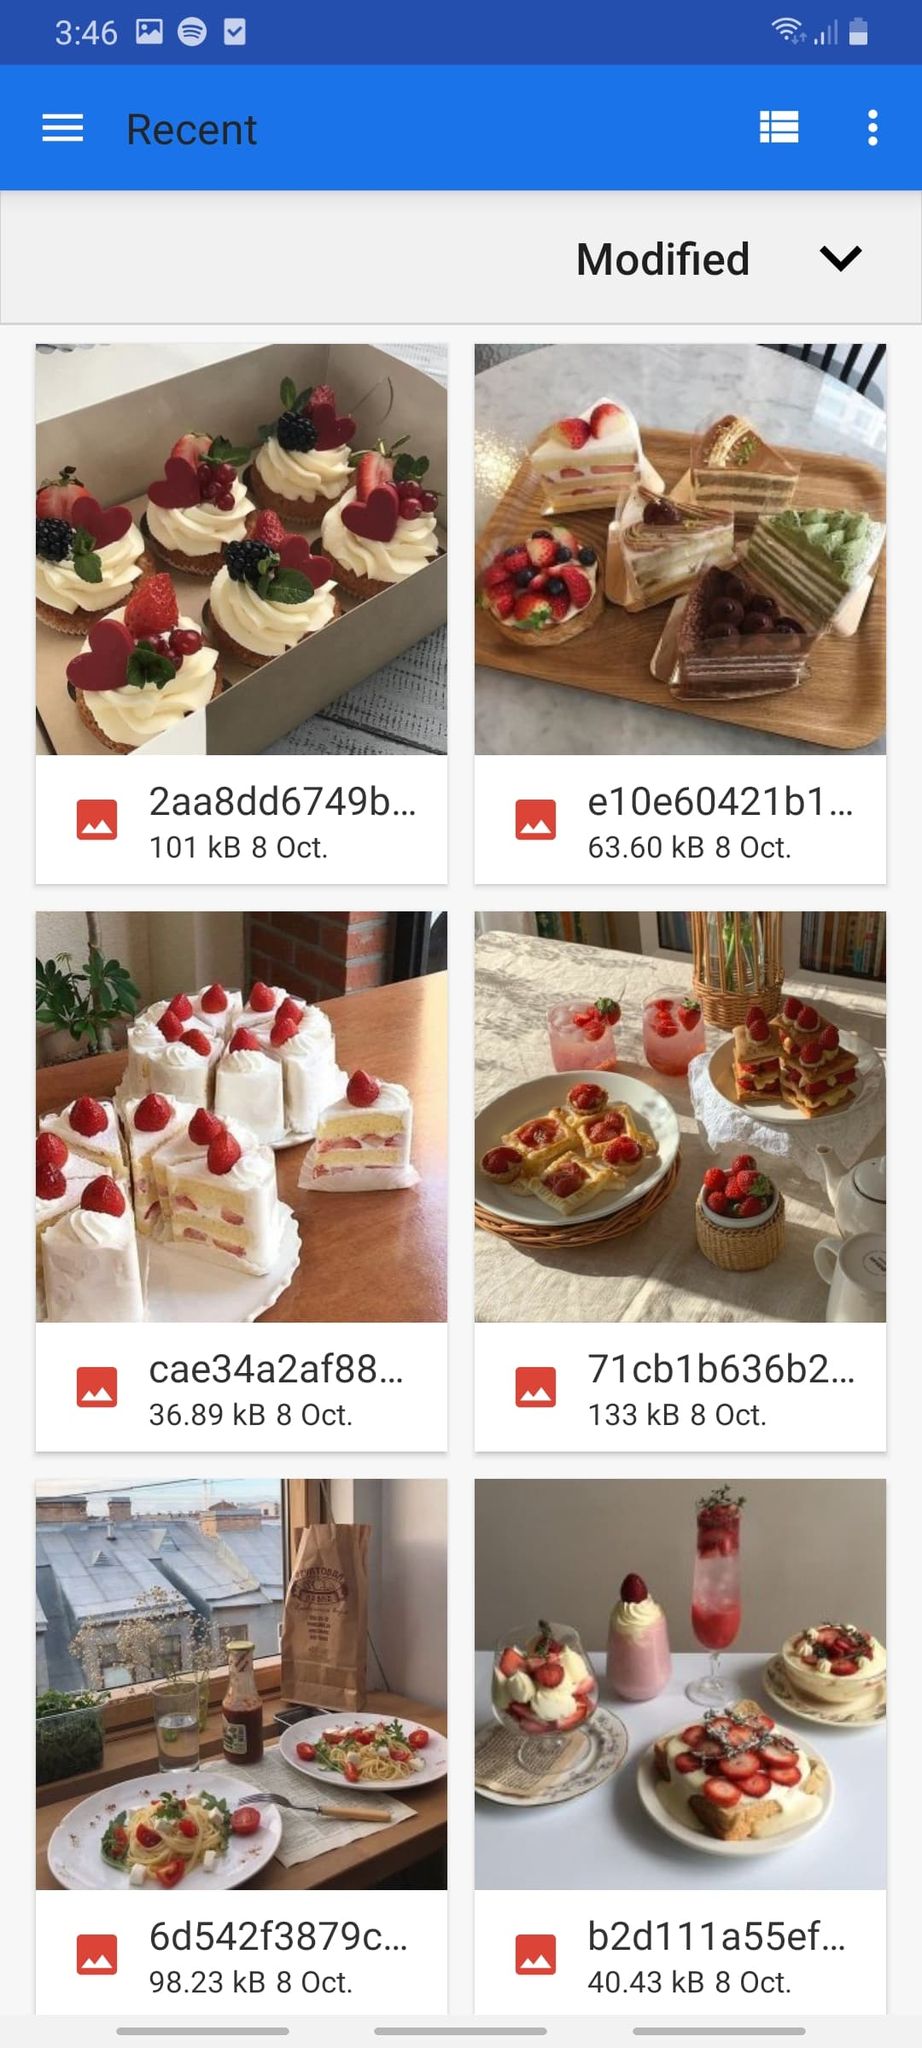 3:46
Recent
Modified
2aa8dd6749b...
101 kB 8 Oct.
e10e60421b1...
63.60 kB 8 Oct.
cae34a2af88...
36.89 kB 8 Oct.
71cb1b636b2...
133 kB 8 Oct.
6d542f3879c...
98.23 kB 8 Oct.
b2d111a55ef...
40.43 kB 8 Oct.